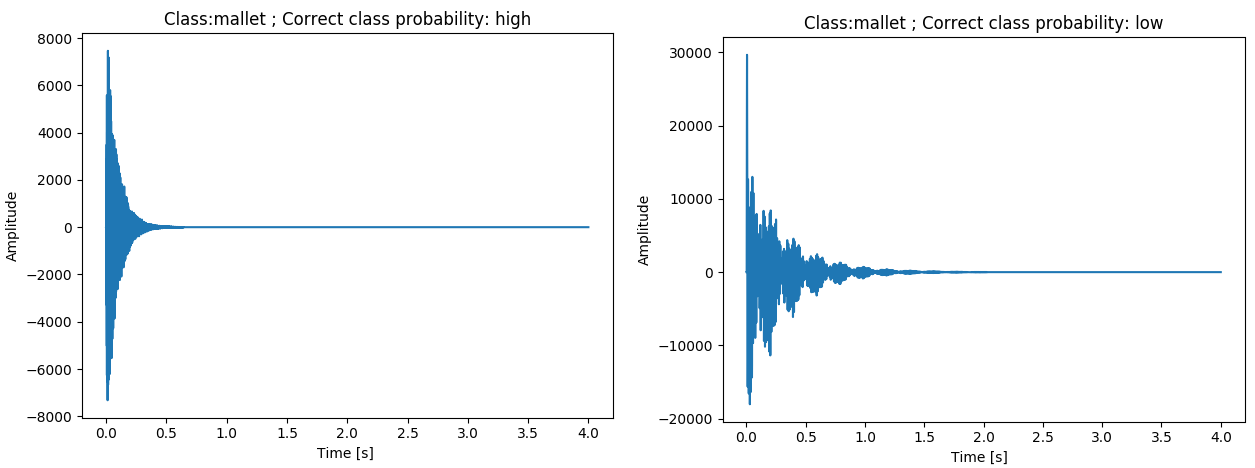 Class:mallet ; Correct class probability: high
8000
6000
4000
2000
0
−2000
−4000
−6000
−8000
Amplitude
0.0 0.5 1.0 1.5 2.0 2.5 3.0 3.5 4.0
Time [s]
Class:mallet ; Correct class probability: low
30000
20000
10000
0
−10000
−20000
Amplitude
0.0 0.5 1.0 1.5 2.0 2.5 3.0 3.5 4.0
Time [s]